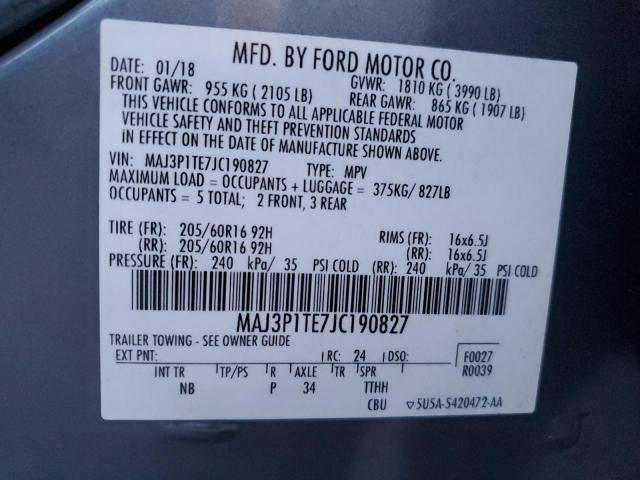 MFD. BY FORD MOTOR CO.
DATE: 01/18 GVWR: 1810 KG ( 3990 LB)
FRONT GAWR: 955 KG ( 2105 LB) REAR GAWR: 865 KG ( 1907 LB)
THIS VEHICLE CONFORMS TO ALL APPLICABLE FEDERAL MOTOR
VEHICLE SAFETY AND THEFT PREVENTION STANDARDS
IN EFFECT ON THE DATE OF MANUFACTURE SHOWN ABOVE.
VIN: MAJ3P1TE7JC190827 TYPE: MPV
MAXIMUM LOAD = OCCUPANTS + LUGGAGE = 375KG/ 827LB
OCCUPANTS = 5 TOTAL; 2 FRONT, 3 REAR
TIRE (FR): 205/60R16 92H RIMS (FR): 16x6.5J
(RR): 205/60R16 92H (RR): 16x6.5J
PRESSURE (FR): 240 kPa/ 35 PSI COLD (RR): 240 kPa/ 35 PSI COLD
MAJ3P1TE7JC190827
TRAILER TOWING - SEE OWNER GUIDE
EXT PNT: RC: 24 DSO: F0027
INT TR TP/PS R AXLE TR SPR R0039
NB P 34 TTHH
CBU ▽5U5A-5420472-AA